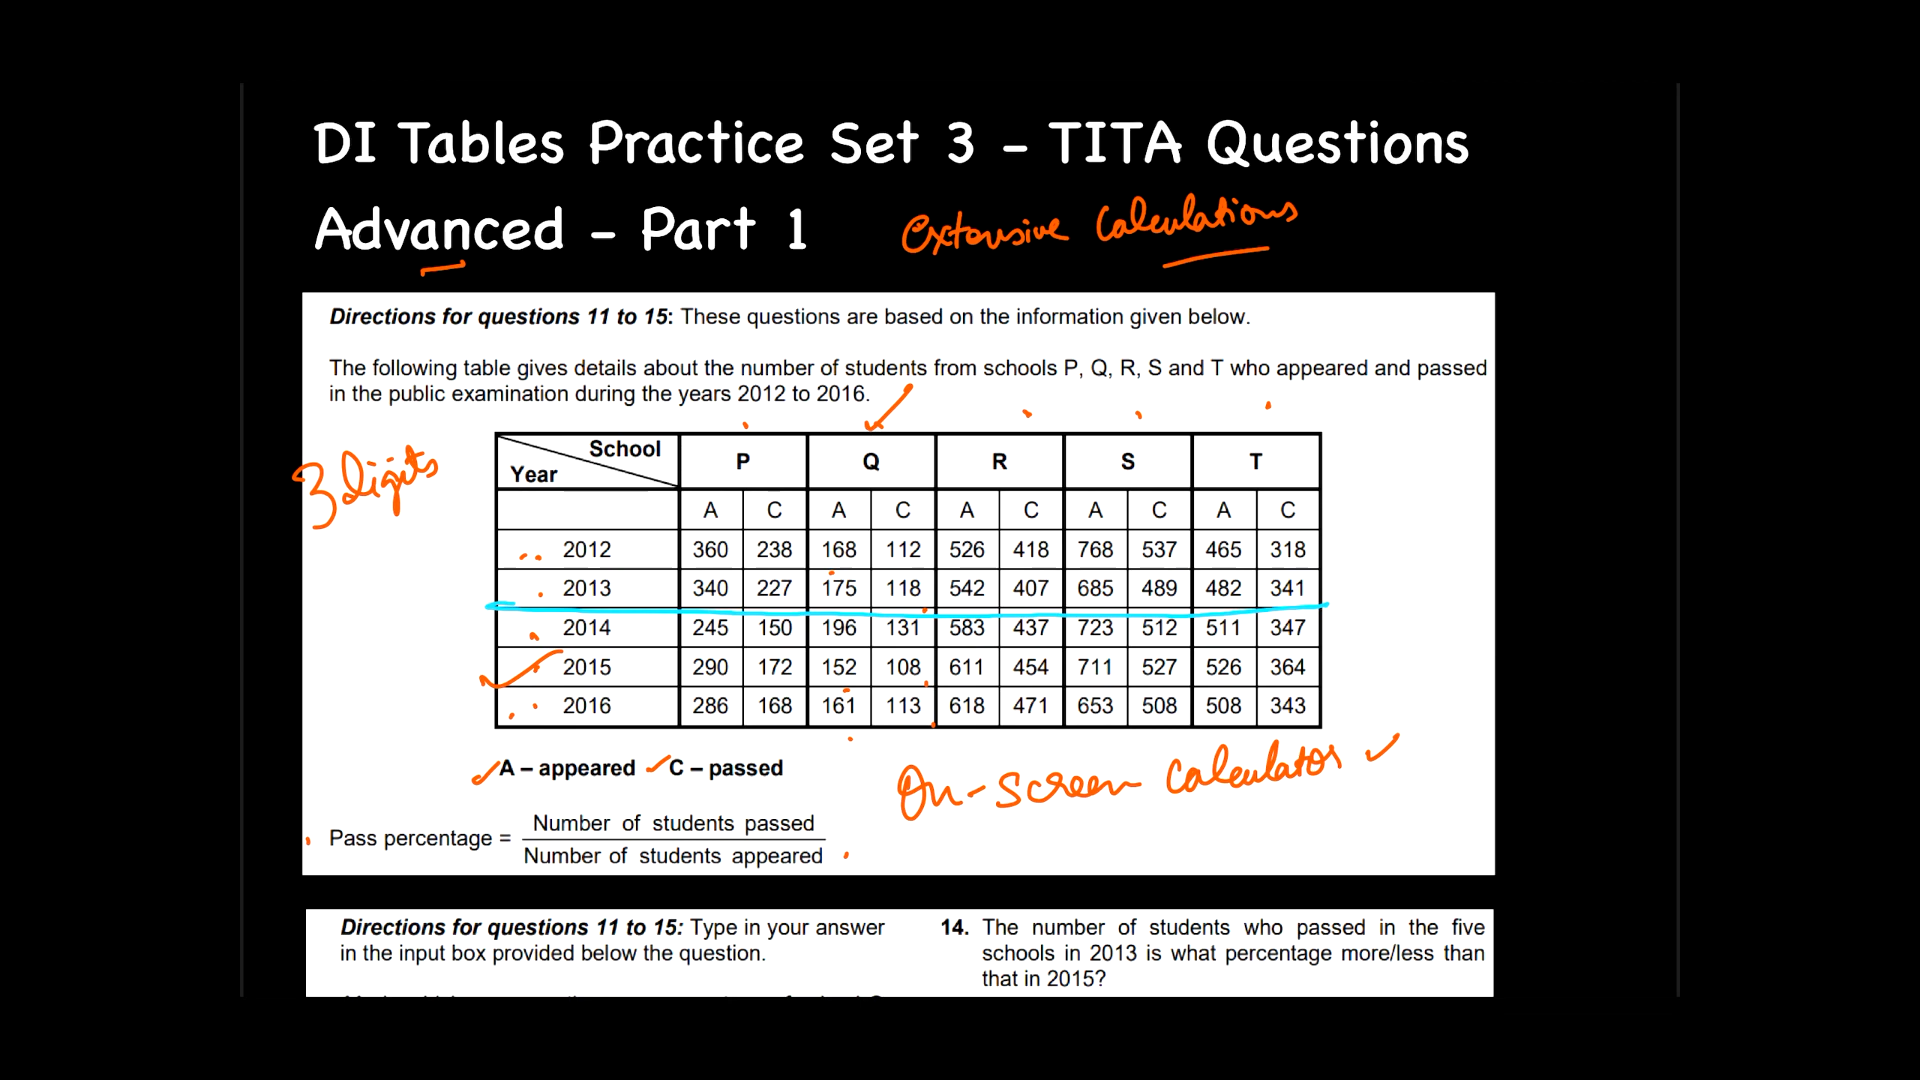 DI Tables Practice Set 3 – TITA Questions
Advanced – Part 1
Extensive Calculations
Directions for questions 11 to 15: These questions are based on the information given below.
The following table gives details about the number of students from schools P, Q, R, S and T who appeared and passed
in the public examination during the years 2012 to 2016.
3 digits
School
Year
P Q R S T
A C A C A C A C A C
2012 360 238 168 112 526 418 768 537 465 318
2013 340 227 175 118 542 407 685 489 482 341
2014 245 150 196 131 583 437 723 512 511 347
2015 290 172 152 108 611 454 711 527 526 364
2016 286 168 161 113 618 471 653 508 508 343
A – appeared C – passed
On-screen calculator
Pass percentage = Number of students passed
Number of students appeared
Directions for questions 11 to 15: Type in your answer
in the input box provided below the question.
14. The number of students who passed in the five
schools in 2013 is what percentage more/less than
that in 2015?